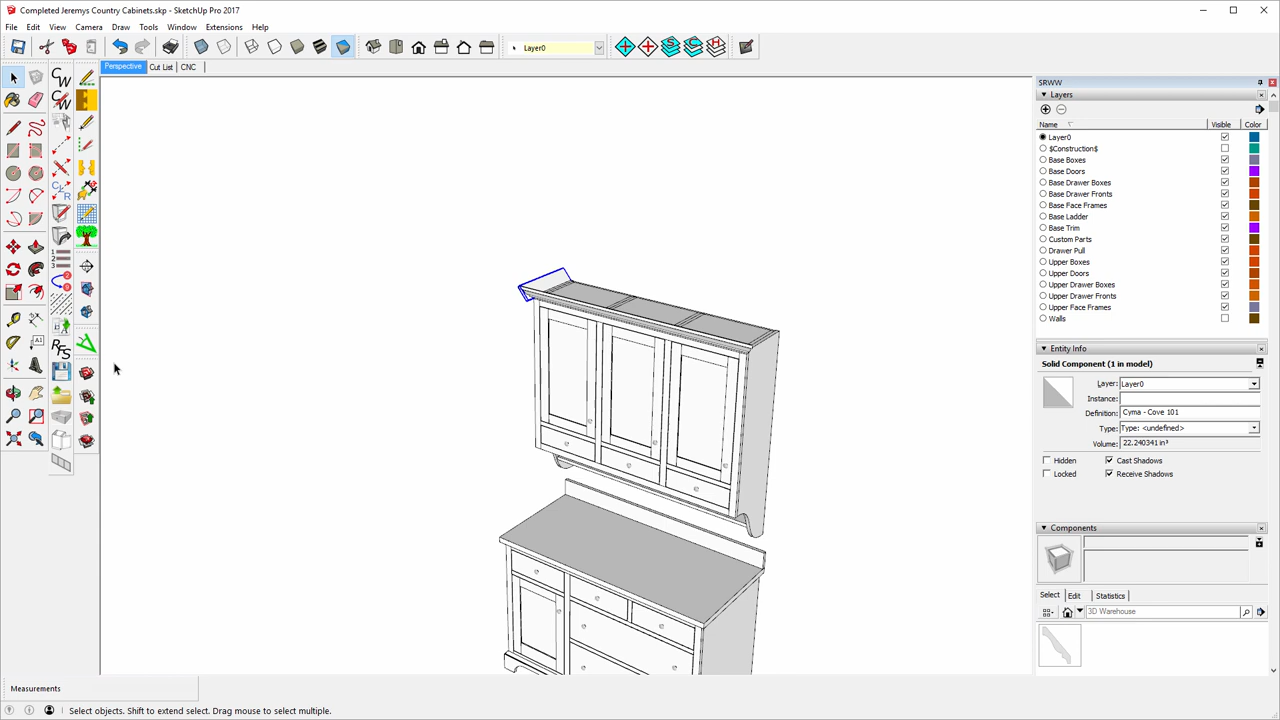 Completed Jeremys Country Cabinets.skp - SketchUp Pro 2017
File Edit View Camera Draw Tools Window Extensions Help
Layer0
Perspective Cut List CNC
SRWW
Layers
Name Visible Color
Layer0
$Construction$
Base Boxes
Base Doors
Base Drawer Boxes
Base Drawer Fronts
Base Face Frames
Base Ladder
Base Trim
Custom Parts
Drawer Pull
Upper Boxes
Upper Doors
Upper Drawer Boxes
Upper Drawer Fronts
Upper Face Frames
Walls
Entity Info
Solid Component (1 in model)
Layer: Layer0
Instance:
Definition: Cyma - Cove 101
Type: Type: <undefined>
Volume: 22.240341 in³
Hidden Cast Shadows
Locked Receive Shadows
Components
Select Edit Statistics
3D Warehouse
Measurements
Select objects. Shift to extend select. Drag mouse to select multiple.